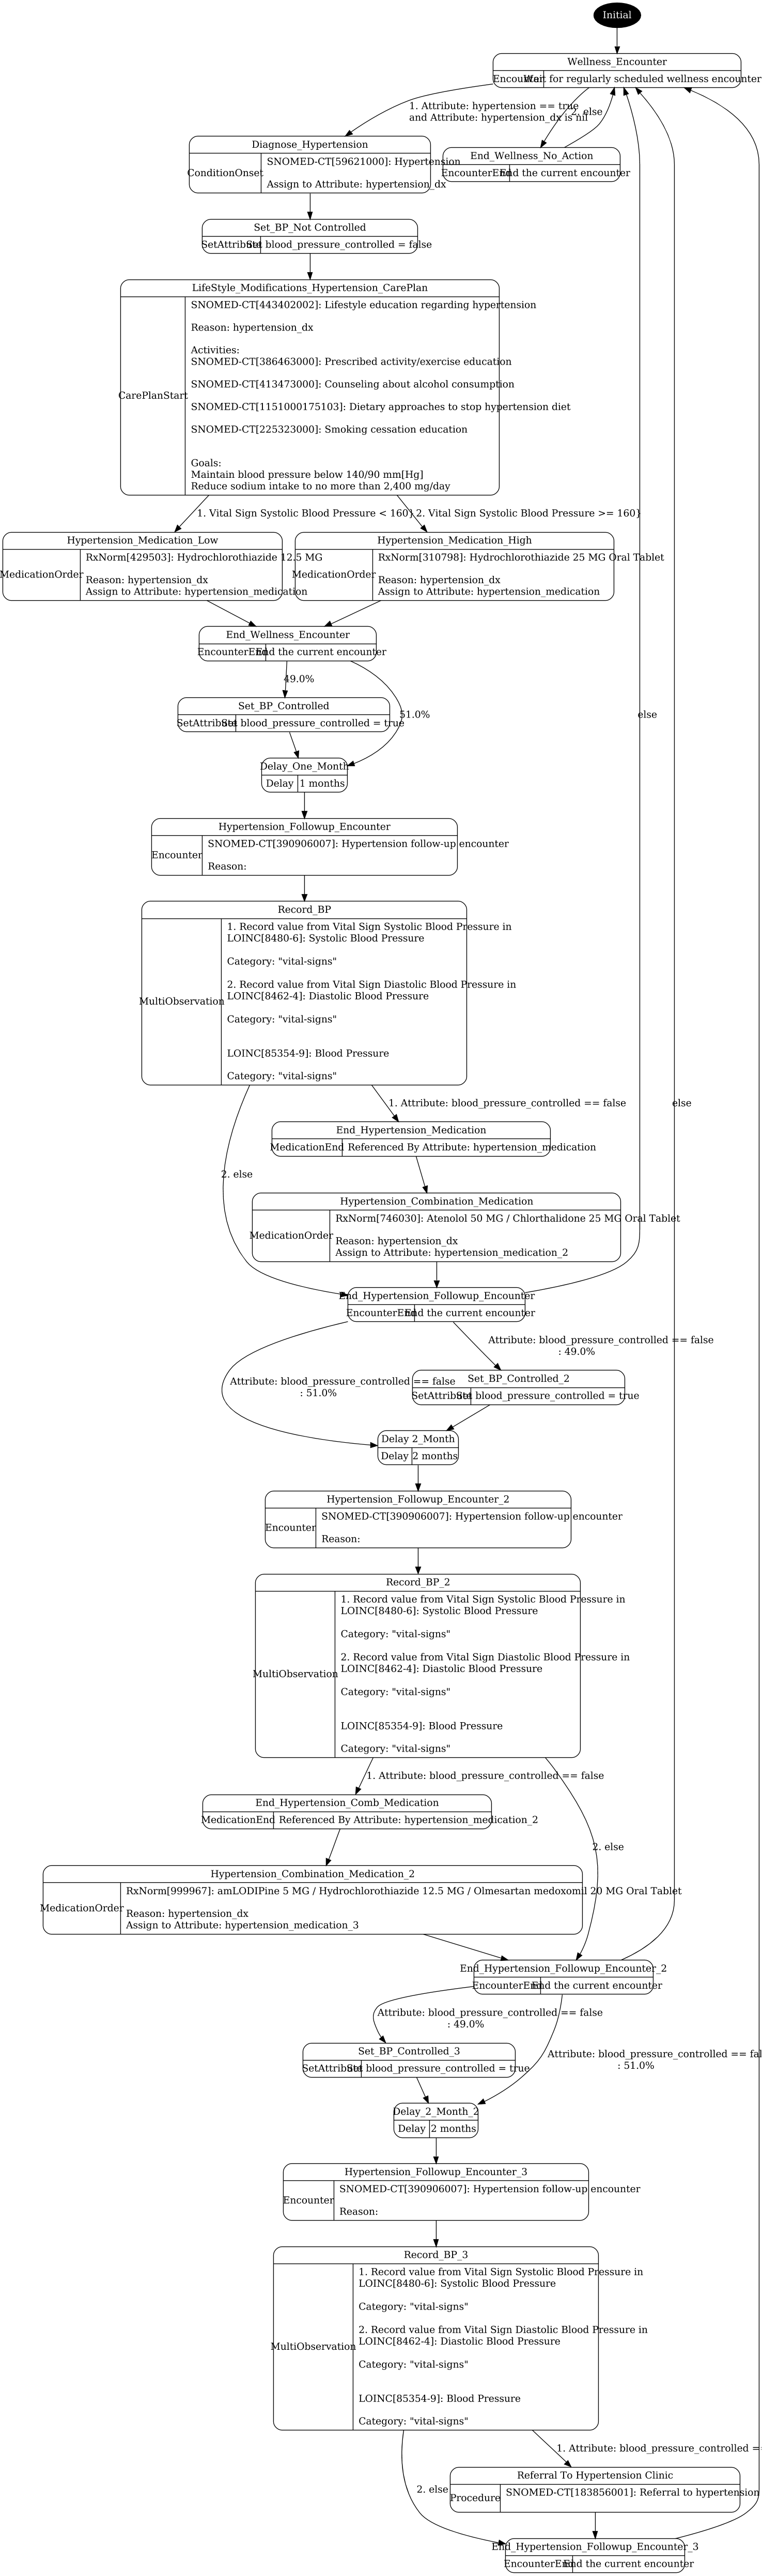 Initial
Wellness_Encounter
Encounter Wait for regularly scheduled wellness encounter
1. Attribute: hypertension == true
and Attribute: hypertension_dx is nil
2. else
Diagnose_Hypertension
ConditionOnset
SNOMED-CT[59621000]: Hypertension
Assign to Attribute: hypertension_dx
End_Wellness_No_Action
EncounterEnd End the current encounter
Set_BP_Not Controlled
SetAttribute Set blood_pressure_controlled = false
LifeStyle_Modifications_Hypertension_CarePlan
CarePlanStart
SNOMED-CT[443402002]: Lifestyle education regarding hypertension
Reason: hypertension_dx
Activities:
SNOMED-CT[386463000]: Prescribed activity/exercise education
SNOMED-CT[413473000]: Counseling about alcohol consumption
SNOMED-CT[1151000175103]: Dietary approaches to stop hypertension diet
SNOMED-CT[225323000]: Smoking cessation education
Goals:
Maintain blood pressure below 140/90 mm[Hg]
Reduce sodium intake to no more than 2,400 mg/day
1. Vital Sign Systolic Blood Pressure < 160}
2. Vital Sign Systolic Blood Pressure >= 160}
Hypertension_Medication_Low
MedicationOrder
RxNorm[429503]: Hydrochlorothiazide 12.5 MG
Reason: hypertension_dx
Assign to Attribute: hypertension_medication
Hypertension_Medication_High
MedicationOrder
RxNorm[310798]: Hydrochlorothiazide 25 MG Oral Tablet
Reason: hypertension_dx
Assign to Attribute: hypertension_medication
End_Wellness_Encounter
EncounterEnd End the current encounter
49.0%
51.0%
else
Set_BP_Controlled
SetAttribute Set blood_pressure_controlled = true
Delay_One_Month
Delay 1 months
Hypertension_Followup_Encounter
Encounter
SNOMED-CT[390906007]: Hypertension follow-up encounter
Reason:
Record_BP
MultiObservation
1. Record value from Vital Sign Systolic Blood Pressure in
LOINC[8480-6]: Systolic Blood Pressure
Category: "vital-signs"
2. Record value from Vital Sign Diastolic Blood Pressure in
LOINC[8462-4]: Diastolic Blood Pressure
Category: "vital-signs"
LOINC[85354-9]: Blood Pressure
Category: "vital-signs"
1. Attribute: blood_pressure_controlled == false
else
End_Hypertension_Medication
MedicationEnd Referenced By Attribute: hypertension_medication
2. else
Hypertension_Combination_Medication
MedicationOrder
RxNorm[746030]: Atenolol 50 MG / Chlorthalidone 25 MG Oral Tablet
Reason: hypertension_dx
Assign to Attribute: hypertension_medication_2
End_Hypertension_Followup_Encounter
EncounterEnd End the current encounter
Attribute: blood_pressure_controlled == false
: 49.0%
Attribute: blood_pressure_controlled == false
: 51.0%
Set_BP_Controlled_2
SetAttribute Set blood_pressure_controlled = true
Delay 2_Month
Delay 2 months
Hypertension_Followup_Encounter_2
Encounter
SNOMED-CT[390906007]: Hypertension follow-up encounter
Reason:
Record_BP_2
MultiObservation
1. Record value from Vital Sign Systolic Blood Pressure in
LOINC[8480-6]: Systolic Blood Pressure
Category: "vital-signs"
2. Record value from Vital Sign Diastolic Blood Pressure in
LOINC[8462-4]: Diastolic Blood Pressure
Category: "vital-signs"
LOINC[85354-9]: Blood Pressure
Category: "vital-signs"
1. Attribute: blood_pressure_controlled == false
End_Hypertension_Comb_Medication
MedicationEnd Referenced By Attribute: hypertension_medication_2
2. else
Hypertension_Combination_Medication_2
MedicationOrder
RxNorm[999967]: amLODIPine 5 MG / Hydrochlorothiazide 12.5 MG / Olmesartan medoxomil 20 MG Oral Tablet
Reason: hypertension_dx
Assign to Attribute: hypertension_medication_3
End_Hypertension_Followup_Encounter_2
EncounterEnd End the current encounter
Attribute: blood_pressure_controlled == false
: 49.0%
Attribute: blood_pressure_controlled == fal
: 51.0%
Set_BP_Controlled_3
SetAttribute Set blood_pressure_controlled = true
Delay_2_Month_2
Delay 2 months
Hypertension_Followup_Encounter_3
Encounter
SNOMED-CT[390906007]: Hypertension follow-up encounter
Reason:
Record_BP_3
MultiObservation
1. Record value from Vital Sign Systolic Blood Pressure in
LOINC[8480-6]: Systolic Blood Pressure
Category: "vital-signs"
2. Record value from Vital Sign Diastolic Blood Pressure in
LOINC[8462-4]: Diastolic Blood Pressure
Category: "vital-signs"
LOINC[85354-9]: Blood Pressure
Category: "vital-signs"
1. Attribute: blood_pressure_controlled ==
2. else
Referral To Hypertension Clinic
Procedure
SNOMED-CT[183856001]: Referral to hypertension
End_Hypertension_Followup_Encounter_3
EncounterEnd End the current encounter